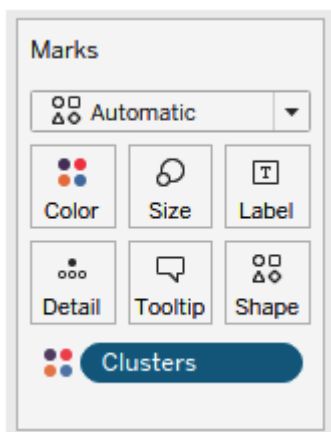 Marks
Automatic
Color Size Label
Detail Tooltip Shape
Clusters